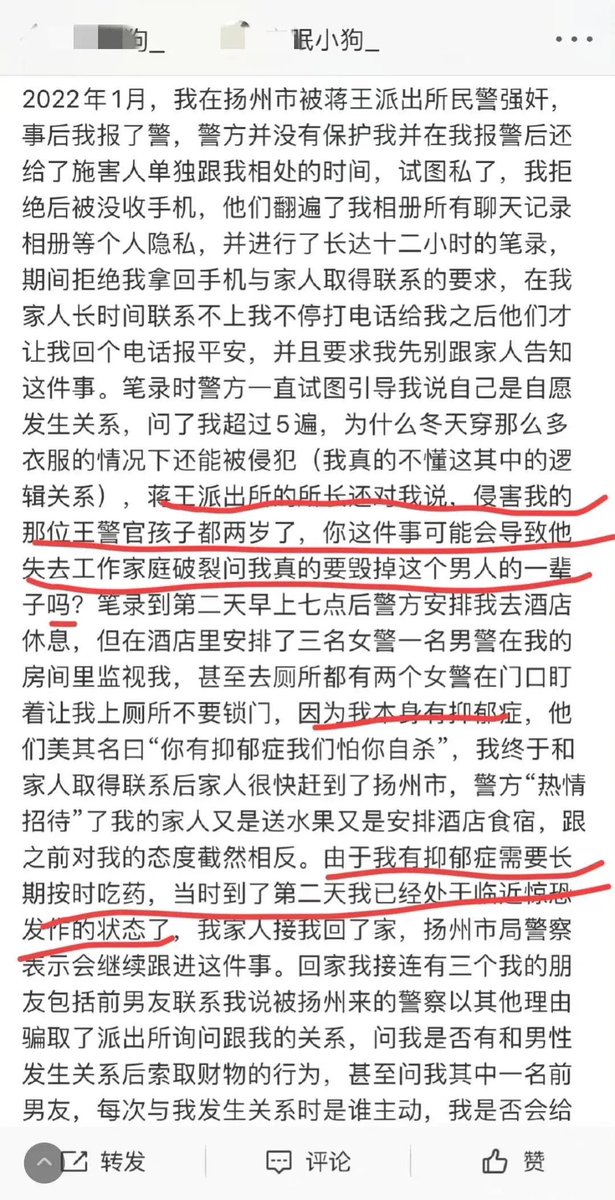 狗_
眠小狗_
2022年1月，我在扬州市被蒋王派出所民警强奸，
事后我报了警，警方并没有保护我并在我报警后还
给了施害人单独跟我相处的时间，试图私了，我拒
绝后被没收手机，他们翻遍了我相册所有聊天记录
相册等个人隐私，并进行了长达十二小时的笔录，
期间拒绝我拿回手机与家人取得联系的要求，在我
家人长时间联系不上我不停打电话给我之后他们才
让我回个电话报平安，并且要求我先别跟家人告知
这件事。笔录时警方一直试图引导我说自己是自愿
发生关系，问了我超过5遍，为什么冬天穿那么多
衣服的情况下还能被侵犯（我真的不懂这其中的逻
辑关系），蒋王派出所的所长还对我说，侵害我的
那位王警官孩子都两岁了，你这件事可能会导致他
失去工作家庭破裂问我真的要毁掉这个男人的一辈
子吗？笔录到第二天早上七点后警方安排我去酒店
休息，但在酒店里安排了三名女警一名男警在我的
房间里监视我，甚至去厕所都有两个女警在门口盯
着让我上厕所不要锁门，因为我本身有抑郁症，他
们美其名曰“你有抑郁症我们怕你自杀”，我终于和
家人取得联系后家人很快赶到了扬州市，警方“热情
招待”了我的家人又是送水果又是安排酒店食宿，跟
之前对我的态度截然相反。由于我有抑郁症需要长
期按时吃药，当时到了第二天我已经处于临近惊恐
发作的状态了，我家人接我回了家，扬州市局警察
表示会继续跟进这件事。回家我接连有三个我的朋
友包括前男友联系我说被扬州来的警察以其他理由
骗取了派出所询问跟我的关系，问我是否有和男性
发生关系后索取财物的行为，甚至问我其中一名前
男友，每次与我发生关系时是谁主动，我是否会给
转发 评论 赞